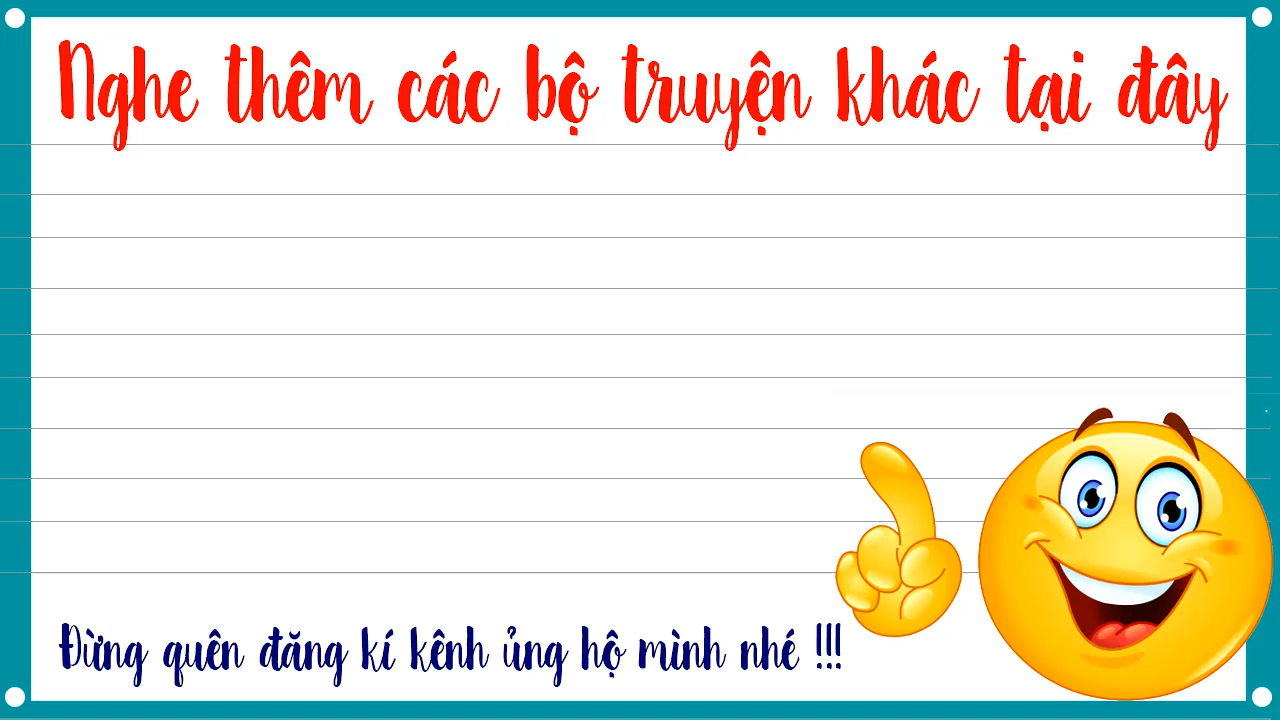 Nghe thêm các bộ truyện khác tại đây
Đừng quên đăng kí kênh ủng hộ mình nhé !!!